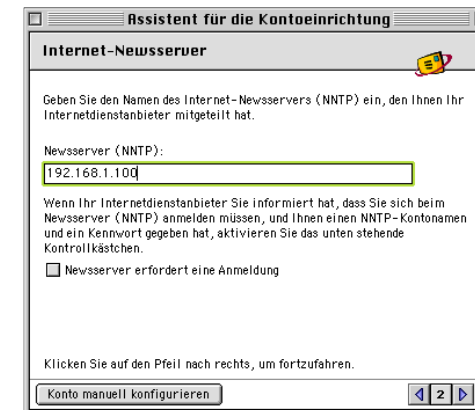 Assistent für die Kontoeinrichtung
Internet-Newsserver
Geben Sie den Namen des Internet-Newsservers (NNTP) ein, den Ihnen Ihr
Internetdienstanbieter mitgeteilt hat.
Newsserver (NNTP):
192.168.1.100
Wenn Ihr Internetdienstanbieter Sie informiert hat, dass Sie sich beim
Newsserver (NNTP) anmelden müssen, und Ihnen einen NNTP-Kontonamen
und ein Kennwort gegeben hat, aktivieren Sie das unten stehende
Kontrollkästchen.
Newsserver erfordert eine Anmeldung
Klicken Sie auf den Pfeil nach rechts, um fortzufahren.
Konto manuell konfigurieren
2